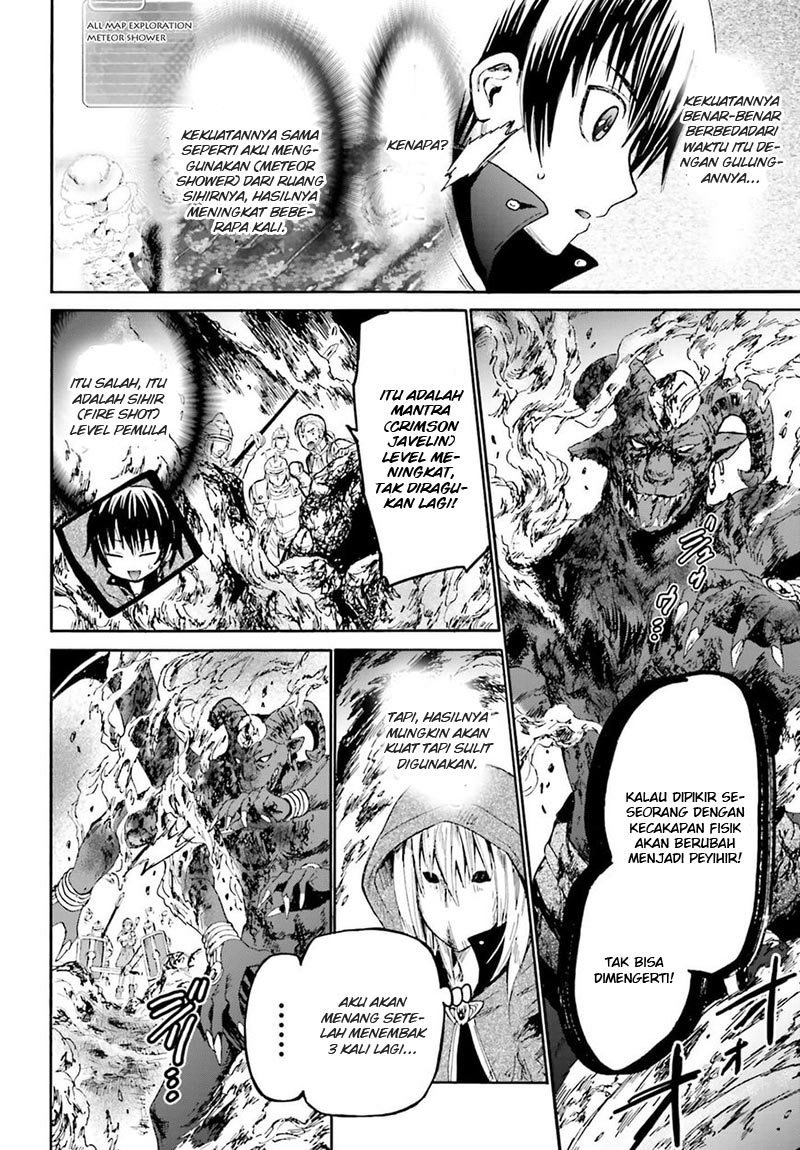 KEKUATANNYA
BENAR-BENAR
BERBEDADARI
WAKTU ITU DE-
NGAN GULUNG-
ANNYA...
KENAPA?
ALL MAP EXPLORATION
METEOR SHOWER
KEKUATANNYA SAMA
SEPERTI AKU MENG-
GUNAKAN (METEOR
SHOWER) DARI RUANG
SIHIRNYA, HASILNYA
MENINGKAT BEBE-
RAPA KALI.
ITU ADALAH
MANTRA
(CRIMSON
JAVELIN)
LEVEL ME-
NINGKAT,
TAK DIRAGU-
KAN LAGI!
ITU SALAH, ITU
ADALAH SIHIR
(FIRE SHOT)
LEVEL PEMULA
KALAU DIPIKIR SE-
SEORANG DENGAN
KECAKAPAN FISIK
AKAN BERUBAH
MENJADI PEYIHIR!
TAK BISA
DIMENGERTI!
TAPI, HASILNYA
MUNGKIN AKAN
KUAT TAPI SULIT
DIGUNAKAN.
AKU AKAN
MENANG SETE-
LAH MENEMBAK
3 KALI LAGI...